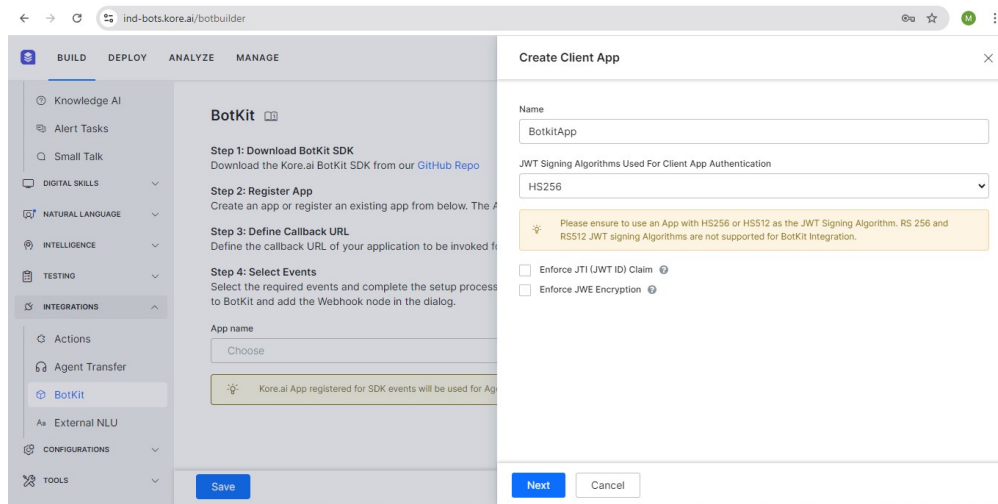 ind-bots.kore.ai/botbuilder
M
BUILD DEPLOY ANALYZE MANAGE
Knowledge AI
Alert Tasks
Small Talk
DIGITAL SKILLS
NATURAL LANGUAGE
INTELLIGENCE
TESTING
INTEGRATIONS
Actions
Agent Transfer
BotKit
Aa External NLU
CONFIGURATIONS
TOOLS
BotKit
Step 1: Download BotKit SDK
Download the Kore.ai BotKit SDK from our GitHub Repo
Step 2: Register App
Create an app or register an existing app from below. The A
Step 3: Define Callback URL
Define the callback URL of your application to be invoked fo
Step 4: Select Events
Select the required events and complete the setup process
to BotKit and add the Webhook node in the dialog.
App name
Choose
Kore.ai App registered for SDK events will be used for Age
Save
Create Client App
Name
BotkitApp
JWT Signing Algorithms Used For Client App Authentication
HS256
Please ensure to use an App with HS256 or HS512 as the JWT Signing Algorithm. RS 256 and
RS512 JWT signing Algorithms are not supported for BotKit Integration.
Enforce JTI (JWT ID) Claim ?
Enforce JWE Encryption ?
Next Cancel